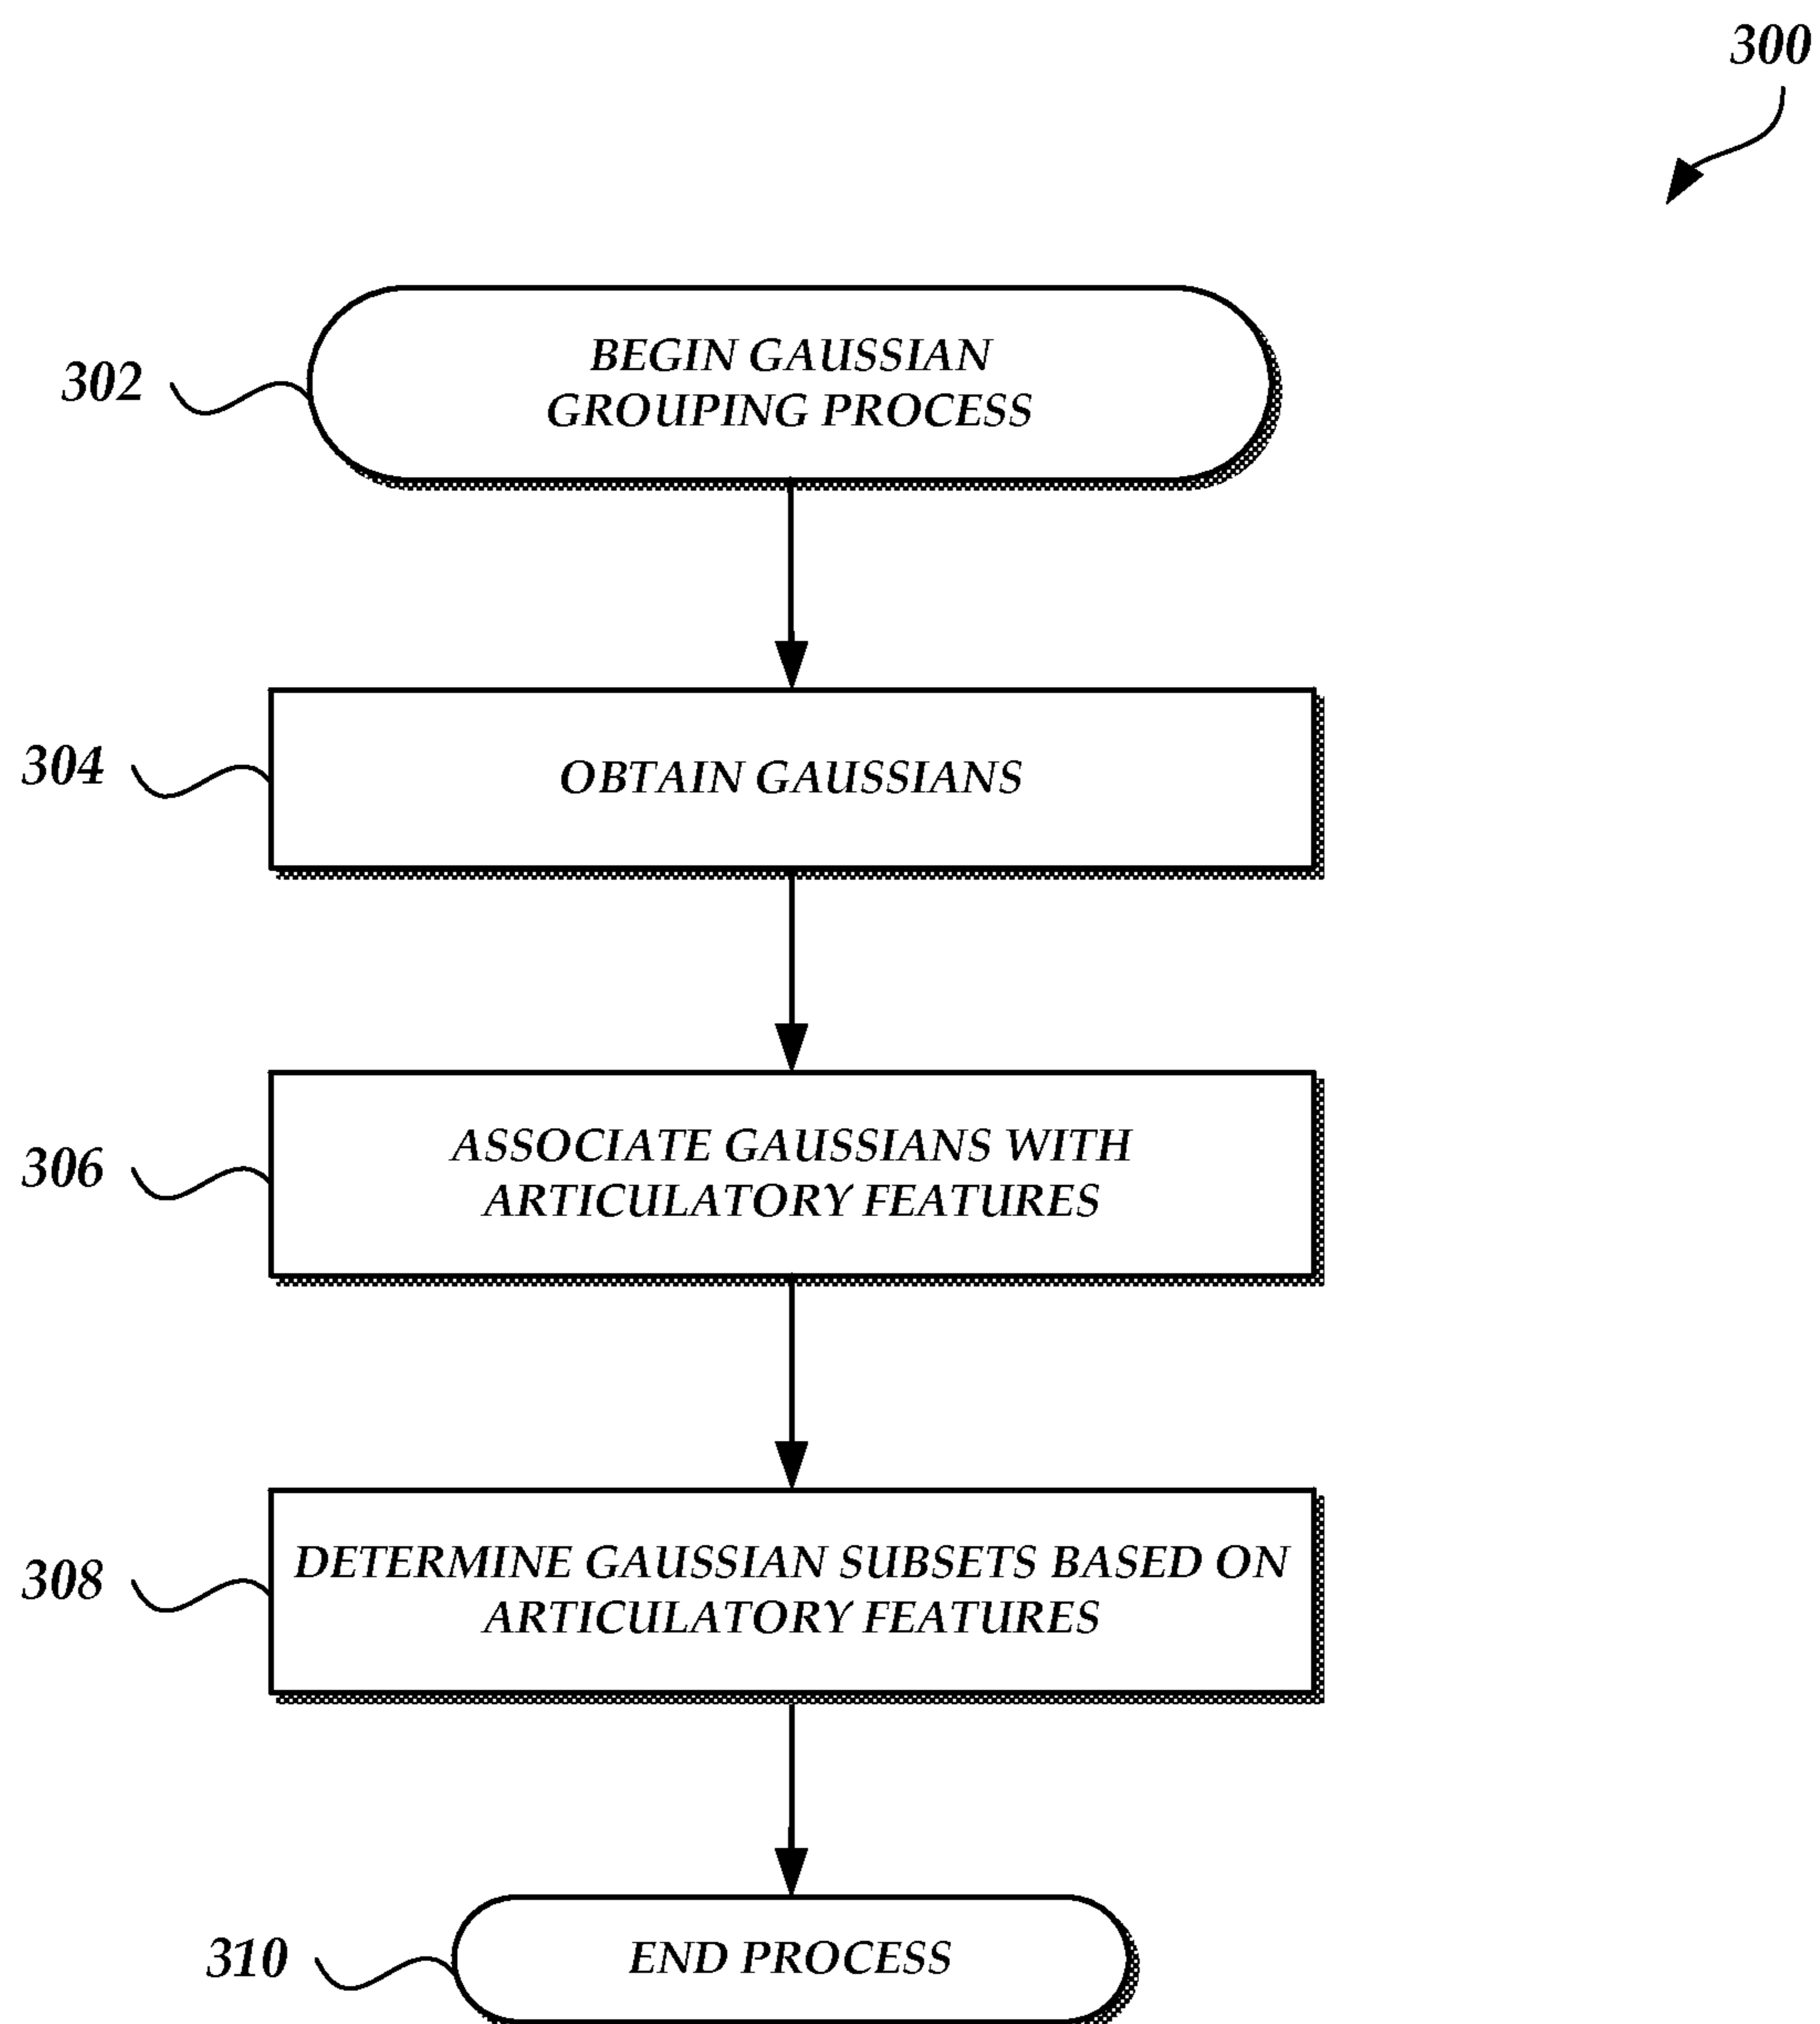 300
302
BEGIN GAUSSIAN
GROUPING PROCESS
304
OBTAIN GAUSSIANS
306
ASSOCIATE GAUSSIANS WITH
ARTICULATORY FEATURES
308
DETERMINE GAUSSIAN SUBSETS BASED ON
ARTICULATORY FEATURES
310
END PROCESS